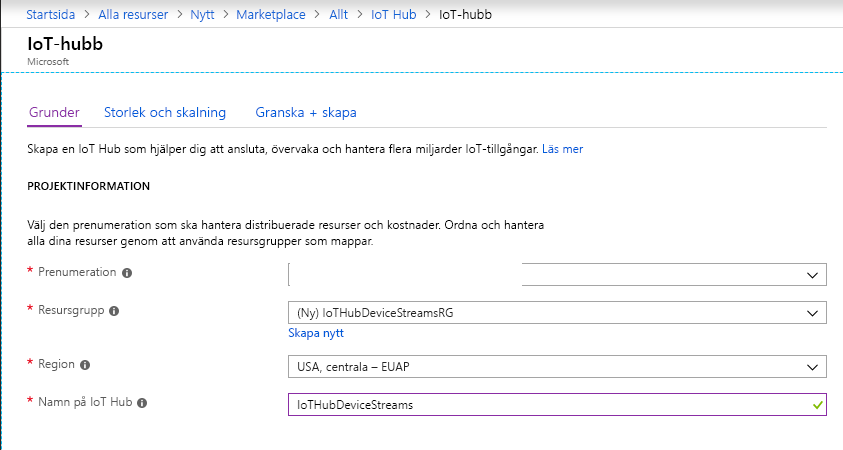 Startsida > Alla resurser > Nytt > Marketplace > Allt > IoT Hub > IoT-hubb
IoT-hubb
Microsoft
Grunder Storlek och skalning Granska + skapa
Skapa en IoT Hub som hjälper dig att ansluta, övervaka och hantera flera miljarder IoT-tillgångar. Läs mer
PROJEKTINFORMATION
Välj den prenumeration som ska hantera distribuerade resurser och kostnader. Ordna och hantera
alla dina resurser genom att använda resursgrupper som mappar.
* Prenumeration
* Resursgrupp (Ny) IoTHubDeviceStreamsRG
Skapa nytt
* Region USA, centrala – EUAP
* Namn på IoT Hub IoTHubDeviceStreams